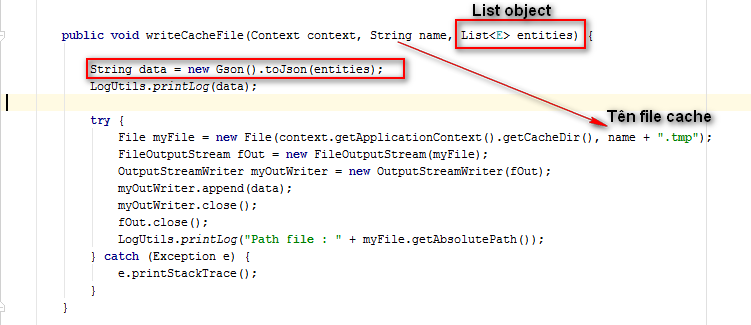 List object
public void writeCacheFile(Context context, String name, List<E> entities) {
String data = new Gson().toJson(entities);
LogUtils.printLog(data);
Tên file cache
try {
File myFile = new File(context.getApplicationContext().getCacheDir(), name + ".tmp");
FileOutputStream fOut = new FileOutputStream(myFile);
OutputStreamWriter myOutWriter = new OutputStreamWriter(fOut);
myOutWriter.append(data);
myOutWriter.close();
fOut.close();
LogUtils.printLog("Path file : " + myFile.getAbsolutePath());
} catch (Exception e) {
e.printStackTrace();
}
}